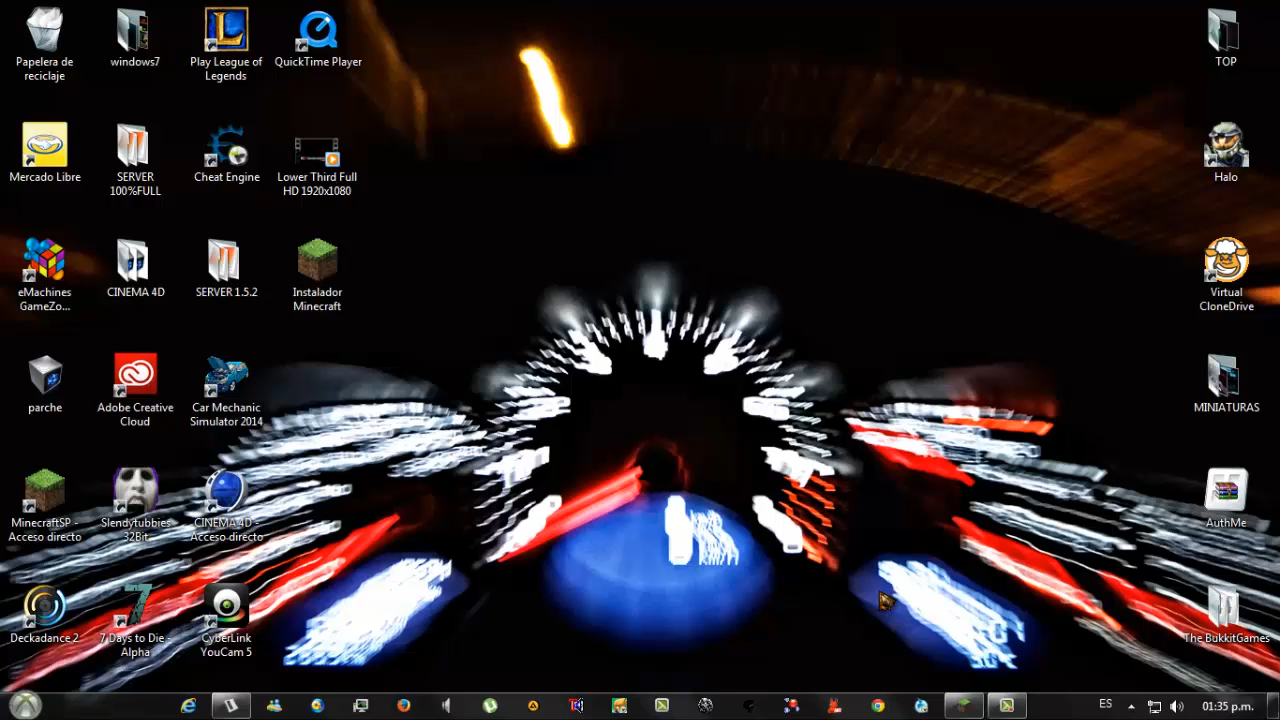 Papelera de
reciclaje
windows7
Play League of
Legends
QuickTime Player
TOP
Mercado Libre
SERVER
100%FULL
Cheat Engine
Lower Third Full
HD 1920x1080
Halo
eMachines
GameZo...
CINEMA 4D
SERVER 1.5.2
Instalador
Minecraft
Virtual
CloneDrive
parche
Adobe Creative
Cloud
Car Mechanic
Simulator 2014
MINIATURAS
MinecraftSP -
Acceso directo
Slendytubbies
32Bit
CINEMA 4D -
Acceso directo
AuthMe
Deckadance 2
7 Days to Die -
Alpha
CyberLink
YouCam 5
The BukkitGames
ES
01:35 p.m.